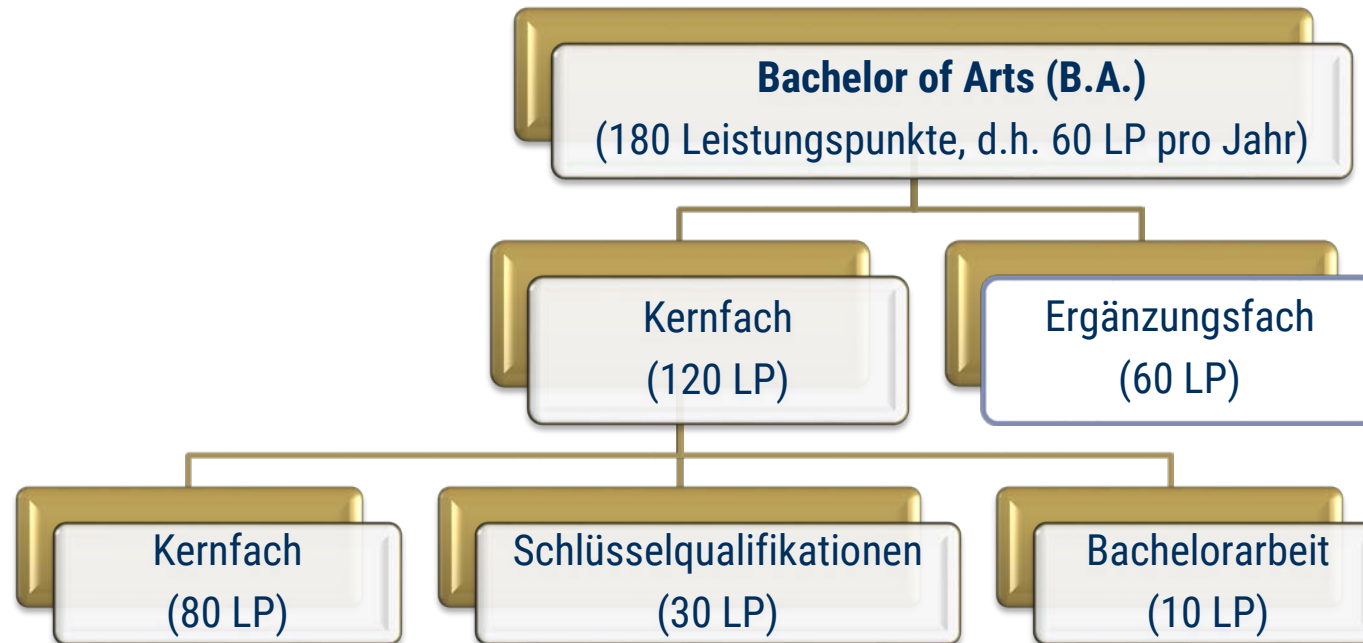 Bachelor of Arts (B.A.)
(180 Leistungspunkte, d.h. 60 LP pro Jahr)
Kernfach
(120 LP)
Ergänzungsfach
(60 LP)
Kernfach
(80 LP)
Schlüsselqualifikationen
(30 LP)
Bachelorarbeit
(10 LP)